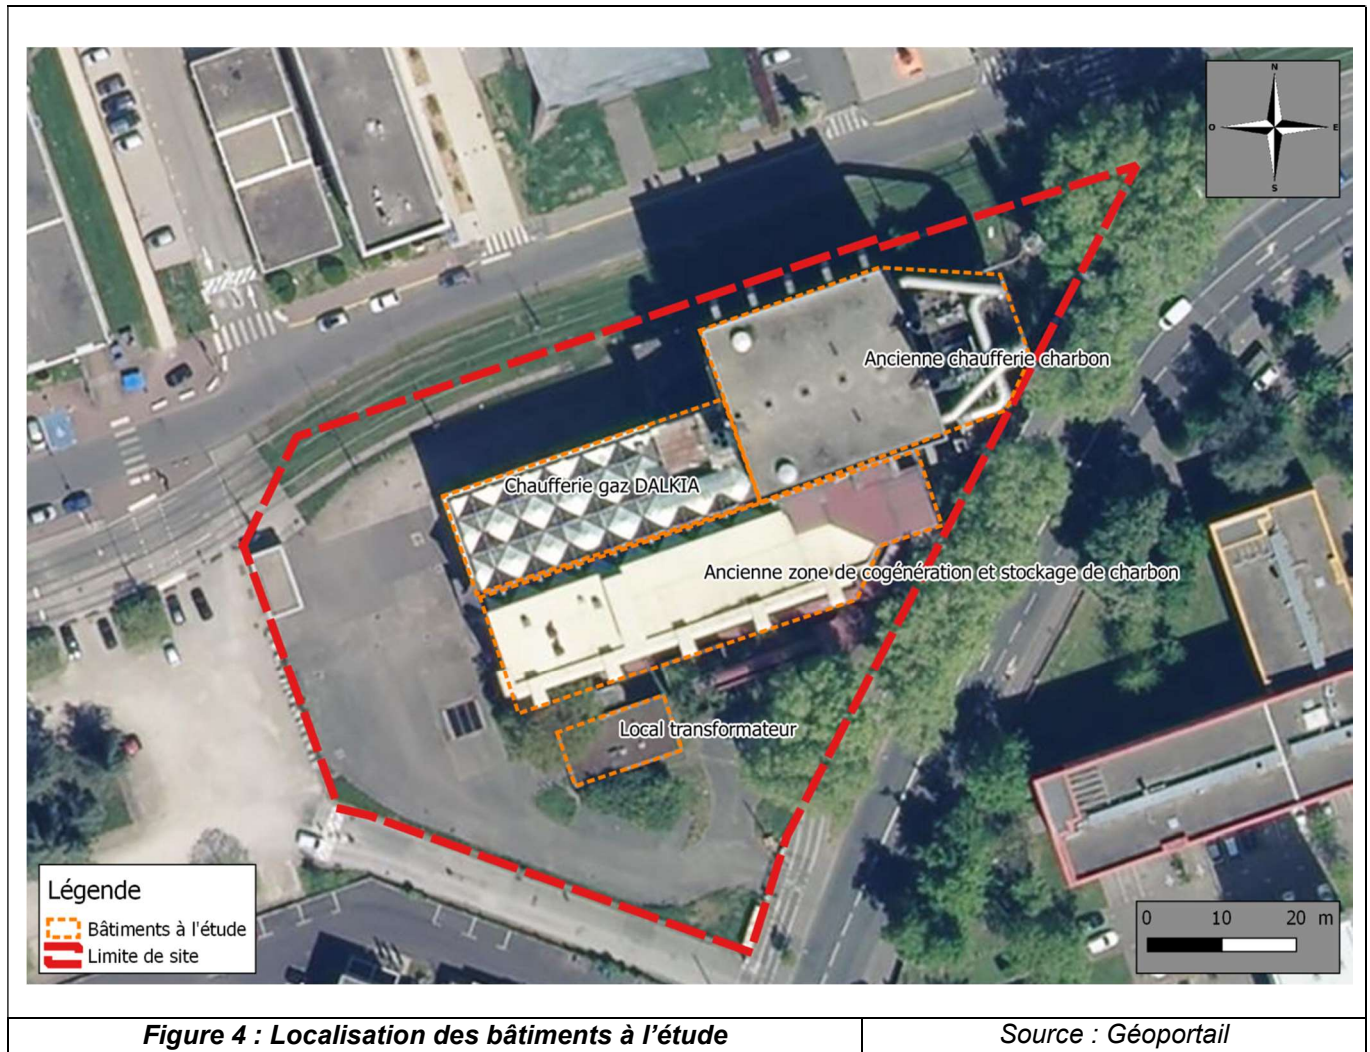 N
O
E
S
Ancienne chaufferie charbon
Chaufferie gaz DALKIA
Ancienne zone de cogénération et stockage de charbon
Local transformateur
Légende
Bâtiments à l'étude
Limite de site
0 10 20 m
Figure 4 : Localisation des bâtiments à l’étude
Source : Géoportail